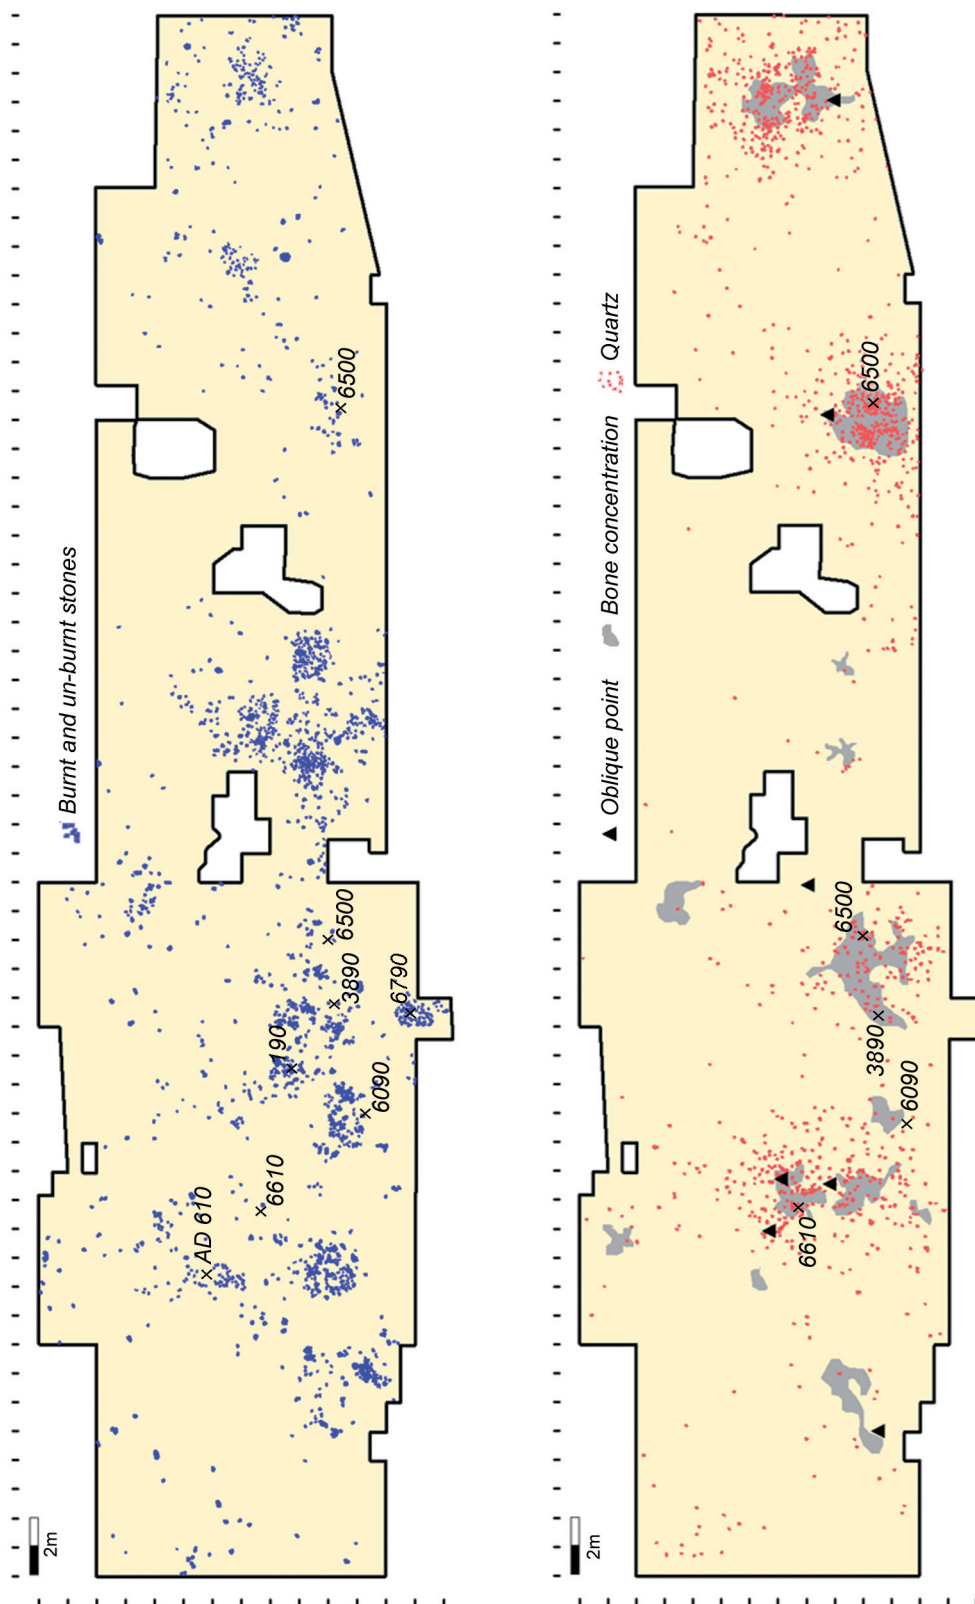 Burnt and un-burnt stones
6500
6500
3890
6790
190
6090
6610
AD 610
2m
Oblique point
Bone concentration
Quartz
6500
6500
3890
6090
6610
2m